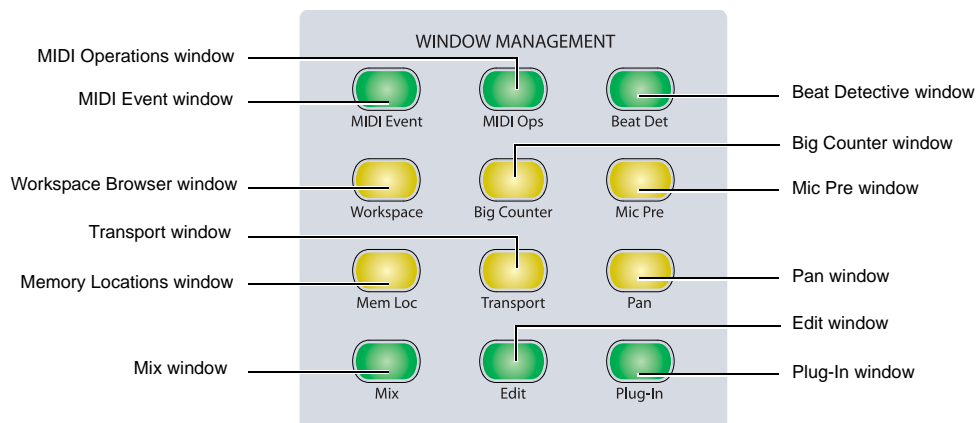 WINDOW MANAGEMENT
MIDI Operations window
MIDI Event window
Beat Detective window
MIDI Event
MIDI Ops
Beat Det
Big Counter window
Workspace Browser window
Mic Pre window
Workspace
Big Counter
Mic Pre
Transport window
Memory Locations window
Pan window
Mem Loc
Transport
Pan
Edit window
Mix window
Plug-In window
Mix
Edit
Plug-In